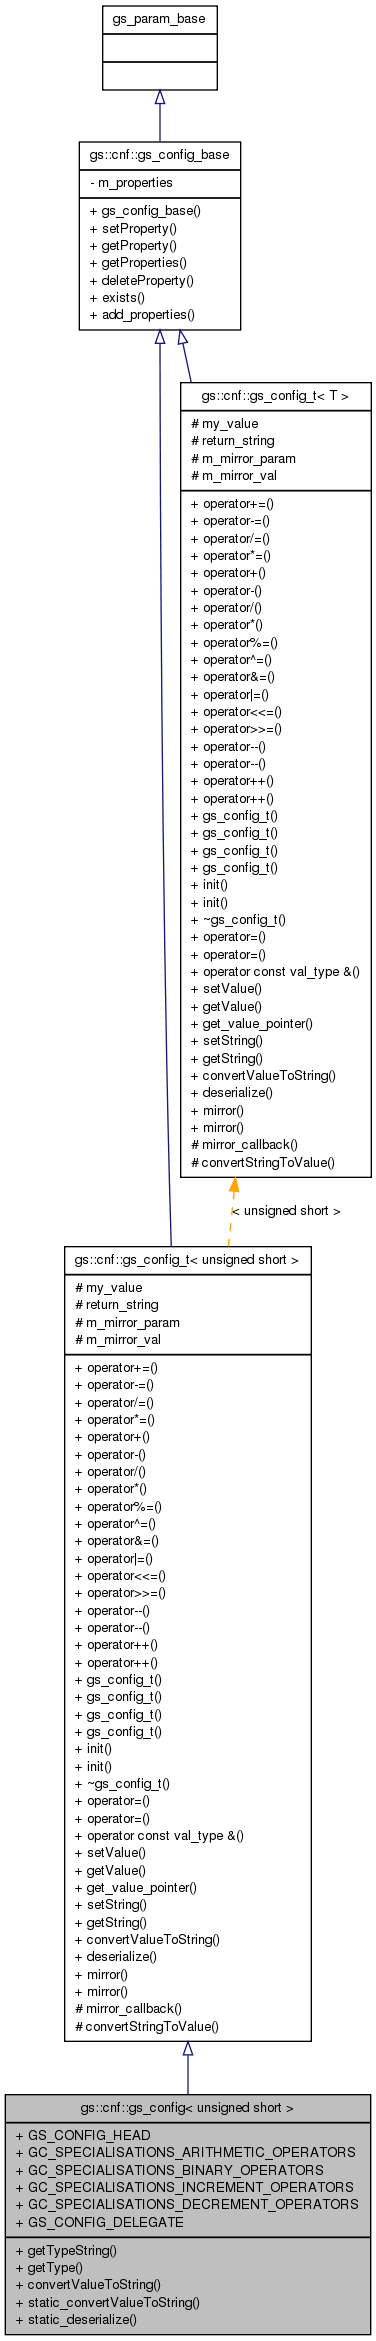 gs_param_base
gs::cnf::gs_config_base
- m_properties
+ gs_config_base()
+ setProperty()
+ getProperty()
+ getProperties()
+ deleteProperty()
+ exists()
+ add_properties()
gs::cnf::gs_config_t< T >
# my_value
# return_string
# m_mirror_param
# m_mirror_val
+ operator+=()
+ operator-=()
+ operator/=()
+ operator*=()
+ operator+()
+ operator-()
+ operator/()
+ operator*()
+ operator%=()
+ operator^=()
+ operator&=()
+ operator|=()
+ operator<<=()
+ operator>>=()
+ operator--()
+ operator--()
+ operator++()
+ operator++()
+ gs_config_t()
+ gs_config_t()
+ gs_config_t()
+ gs_config_t()
+ init()
+ init()
+ ~gs_config_t()
+ operator=()
+ operator=()
+ operator const val_type &()
+ setValue()
+ getValue()
+ get_value_pointer()
+ setString()
+ getString()
+ convertValueToString()
+ deserialize()
+ mirror()
+ mirror()
# mirror_callback()
# convertStringToValue()
< unsigned short >
gs::cnf::gs_config_t< unsigned short >
# my_value
# return_string
# m_mirror_param
# m_mirror_val
+ operator+=()
+ operator-=()
+ operator/=()
+ operator*=()
+ operator+()
+ operator-()
+ operator/()
+ operator*()
+ operator%=()
+ operator^=()
+ operator&=()
+ operator|=()
+ operator<<=()
+ operator>>=()
+ operator--()
+ operator--()
+ operator++()
+ operator++()
+ gs_config_t()
+ gs_config_t()
+ gs_config_t()
+ gs_config_t()
+ init()
+ init()
+ ~gs_config_t()
+ operator=()
+ operator=()
+ operator const val_type &()
+ setValue()
+ getValue()
+ get_value_pointer()
+ setString()
+ getString()
+ convertValueToString()
+ deserialize()
+ mirror()
+ mirror()
# mirror_callback()
# convertStringToValue()
gs::cnf::gs_config< unsigned short >
+ GS_CONFIG_HEAD
+ GC_SPECIALISATIONS_ARITHMETIC_OPERATORS
+ GC_SPECIALISATIONS_BINARY_OPERATORS
+ GC_SPECIALISATIONS_INCREMENT_OPERATORS
+ GC_SPECIALISATIONS_DECREMENT_OPERATORS
+ GS_CONFIG_DELEGATE
+ getTypeString()
+ getType()
+ convertValueToString()
+ static_convertValueToString()
+ static_deserialize()